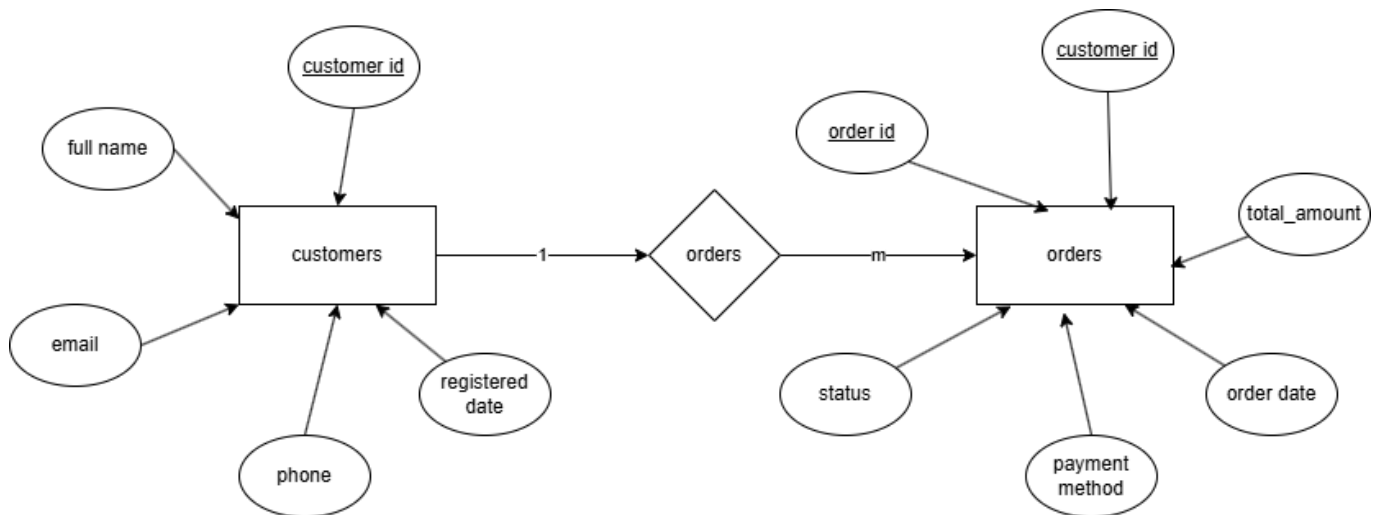 customer id
full name
customers
email
phone
registered
date
1
orders
m
customer id
order id
total_amount
orders
status
payment
method
order date